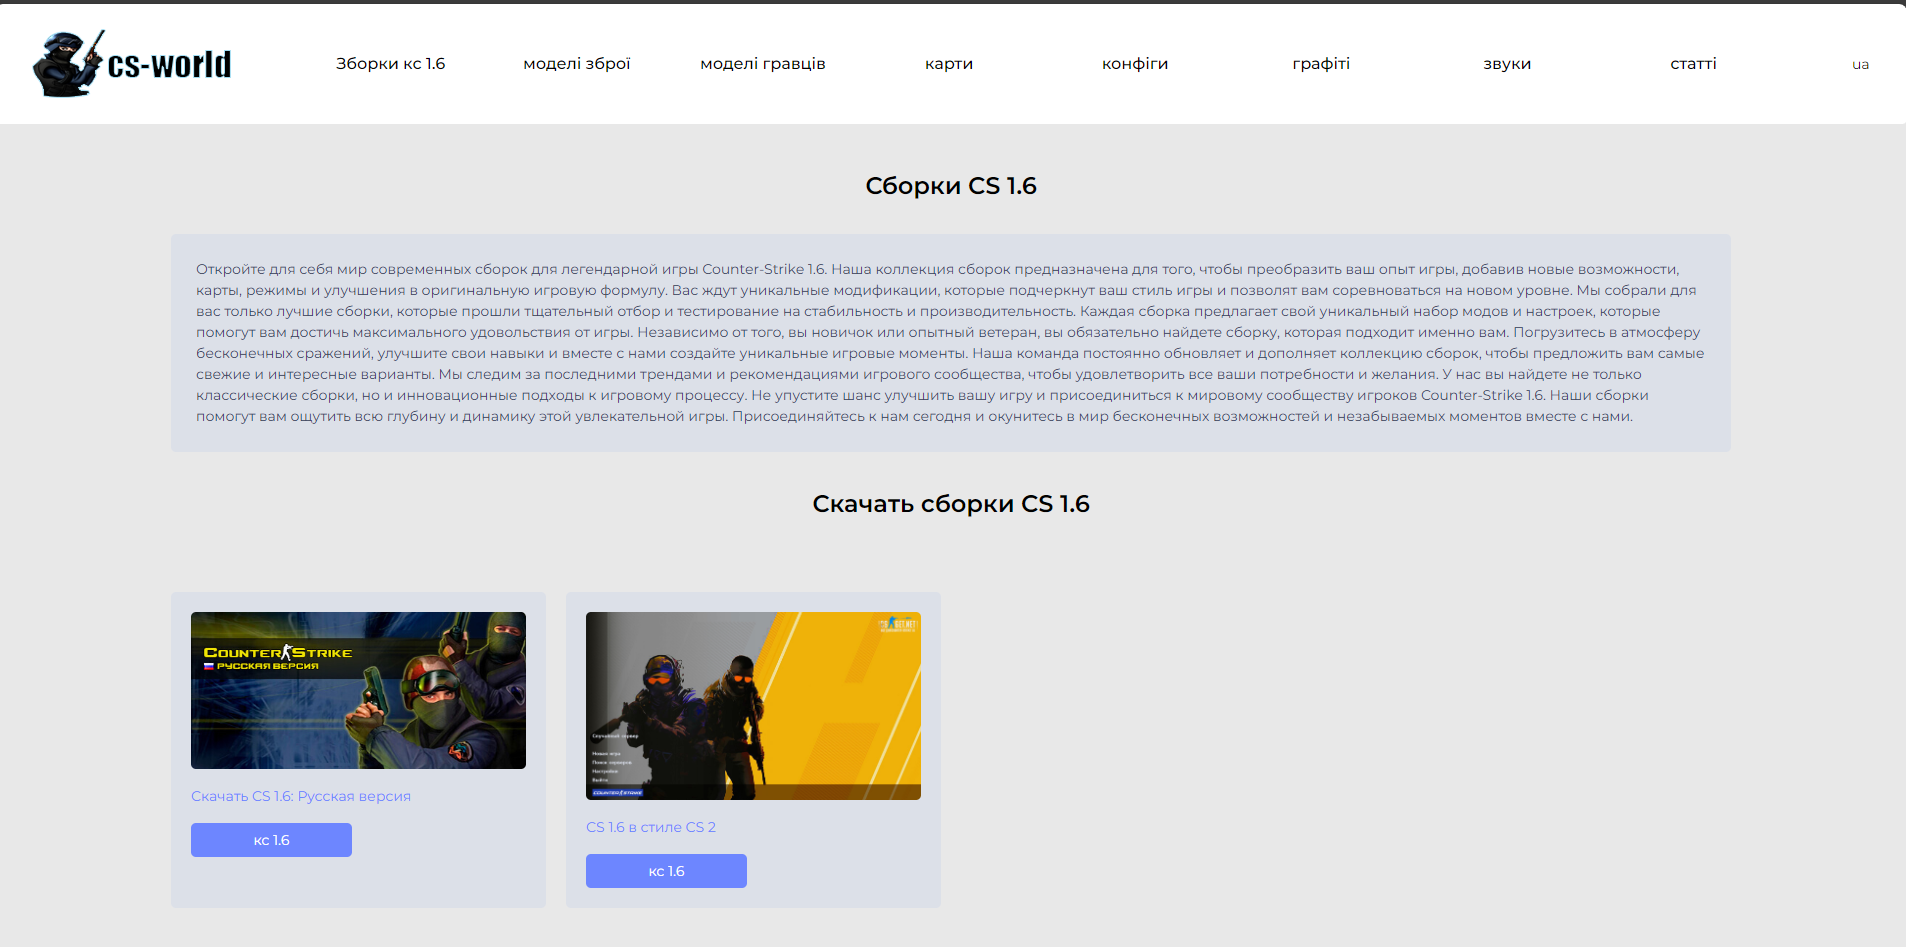 cs-world
Зборки кс 1.6
моделі зброї
моделі гравців
карти
конфіги
графіті
звуки
статті
ua
Сборки CS 1.6
Откройте для себя мир современных сборок для легендарной игры Counter-Strike 1.6. Наша коллекция сборок предназначена для того, чтобы преобразить ваш опыт игры, добавив новые возможности,
карты, режимы и улучшения в оригинальную игровую формулу. Вас ждут уникальные модификации, которые подчеркнут ваш стиль игры и позволят вам соревноваться на новом уровне. Мы собрали для
вас только лучшие сборки, которые прошли тщательный отбор и тестирование на стабильность и производительность. Каждая сборка предлагает свой уникальный набор модов и настроек, которые
помогут вам достичь максимального удовольствия от игры. Независимо от того, вы новичок или опытный ветеран, вы обязательно найдете сборку, которая подходит именно вам. Погрузитесь в атмосферу
бесконечных сражений, улучшите свои навыки и вместе с нами создайте уникальные игровые моменты. Наша команда постоянно обновляет и дополняет коллекцию сборок, чтобы предложить вам самые
свежие и интересные варианты. Мы следим за последними трендами и рекомендациями игрового сообщества, чтобы удовлетворить все ваши потребности и желания. У нас вы найдете не только
классические сборки, но и инновационные подходы к игровому процессу. Не упустите шанс улучшить вашу игру и присоединиться к мировому сообществу игроков Counter-Strike 1.6. Наши сборки
помогут вам ощутить всю глубину и динамику этой увлекательной игры. Присоединяйтесь к нам сегодня и окунитесь в мир бесконечных возможностей и незабываемых моментов вместе с нами.
Скачать сборки CS 1.6
COUNTER STRIKE
РУССКАЯ ВЕРСИЯ
Скачать CS 1.6: Русская версия
кс 1.6
Случайный сервер
Новая игра
Поиск серверов
Настройки
Выйти
COUNTER STRIKE
CS 1.6 в стиле CS 2
кс 1.6